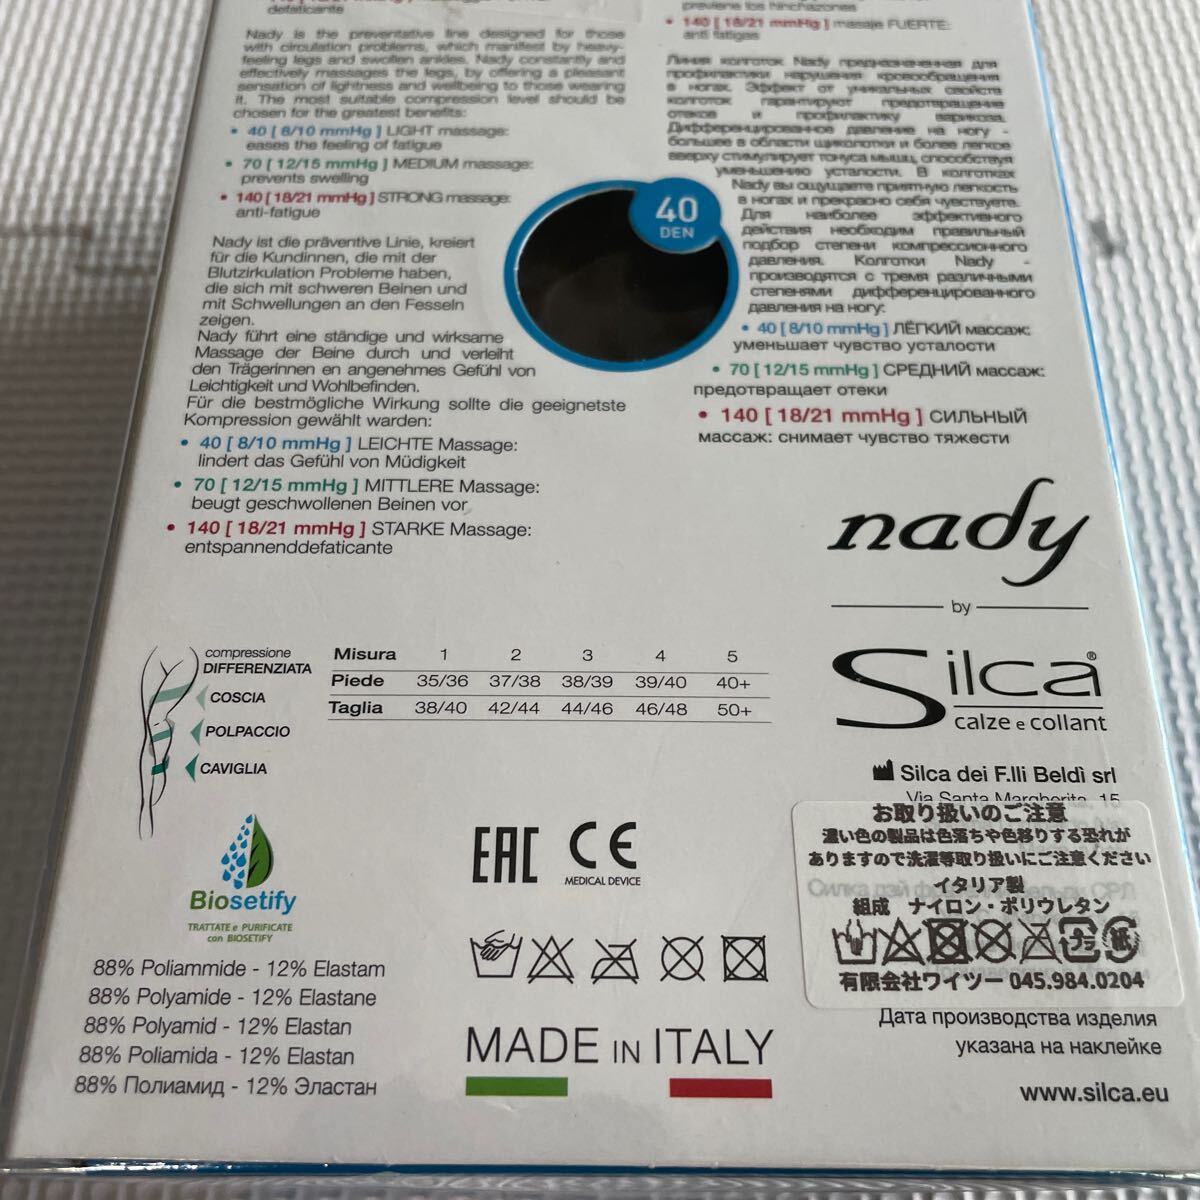 defaticante
Nady is the preventative line designed for those
with circulation problems, which manifest by heavy-
feeling legs and swollen ankles. Nady constantly and
effectively massages the legs, by offering a pleasant
sensation of lightness and wellbeing to those wearing
it. The most suitable compression level should be
chosen for the greatest benefits:
• 40 [ 8/10 mmHg ] LIGHT massage:
eases the feeling of fatigue
• 70 [ 12/15 mmHg ] MEDIUM massage:
prevents swelling
• 140 [ 18/21 mmHg ] STRONG massage:
anti-fatigue
Nady ist die präventive Linie, kreiert
für die Kundinnen, die mit der
Blutzirkulation Probleme haben,
die sich mit schweren Beinen und
mit Schwellungen an den Fesseln
zeigen.
Nady führt eine ständige und wirksame
Massage der Beine durch und verleiht
den Trägerinnen en angenehmes Gefühl von
Leichtigkeit und Wohlbefinden.
Für die bestmögliche Wirkung sollte die geeignetste
Kompression gewählt warden:
• 40 [ 8/10 mmHg ] LEICHTE Massage:
lindert das Gefühl von Müdigkeit
• 70 [ 12/15 mmHg ] MITTLERE Massage:
beugt geschwollenen Beinen vor
• 140 [ 18/21 mmHg ] STARKE Massage:
entspannenddefaticante
previene los hinchazones
• 140 [ 18/21 mmHg ] masaje FUERTE:
anti fatigas
Линия колготок Nady предназначенная для
профилактики нарушения кровообращения
в ногах. Эффект от уникальных свойств
колготок гарантируют предотвращение
отеков и профилактику варикоза.
Дифференцированное давление на ногу -
большее в области щиколотки и более легкое
вверху стимулирует тонуса мышц, способствуя
уменьшению усталости. В колготках
Nady вы ощущаете приятную легкость
в ногах и прекрасно себя чувствуете.
Для наиболее эффективного
действия необходим правильный
подбор степени компрессионного
давления. Колготки Nady -
производятся с тремя различными
степенями дифференцированного
давления на ногу:
• 40 [ 8/10 mmHg ] ЛЁГКИЙ массаж:
уменьшает чувство усталости
• 70 [ 12/15 mmHg ] СРЕДНИЙ массаж:
предотвращает отеки
• 140 [ 18/21 mmHg ] СИЛЬНЫЙ
массаж: снимает чувство тяжести
40
DEN
nady
by
Silca®
calze e collant
Silca dei F.lli Beldì srl
Via Santa Margherita, 15
compressione
DIFFERENZIATA
COSCIA
POLPACCIO
CAVIGLIA
Misura 1 2 3 4 5
Piede 35/36 37/38 38/39 39/40 40+
Taglia 38/40 42/44 44/46 46/48 50+
Biosetify
TRATTATE e PURIFICATE
con BIOSETIFY
EAC CE
MEDICAL DEVICE
88% Poliammide - 12% Elastam
88% Polyamide - 12% Elastane
88% Polyamid - 12% Elastan
88% Poliamida - 12% Elastan
88% Полиамид - 12% Эластан
MADE IN ITALY
お取り扱いのご注意
濃い色の製品は色落ちや色移りする恐れが
ありますので洗濯等取り扱いにご注意ください
イタリア製
組成 ナイロン・ポリウレタン
プラ 紙
有限会社ワイツー 045.984.0204
Дата производства изделия
указана на наклейке
www.silca.eu